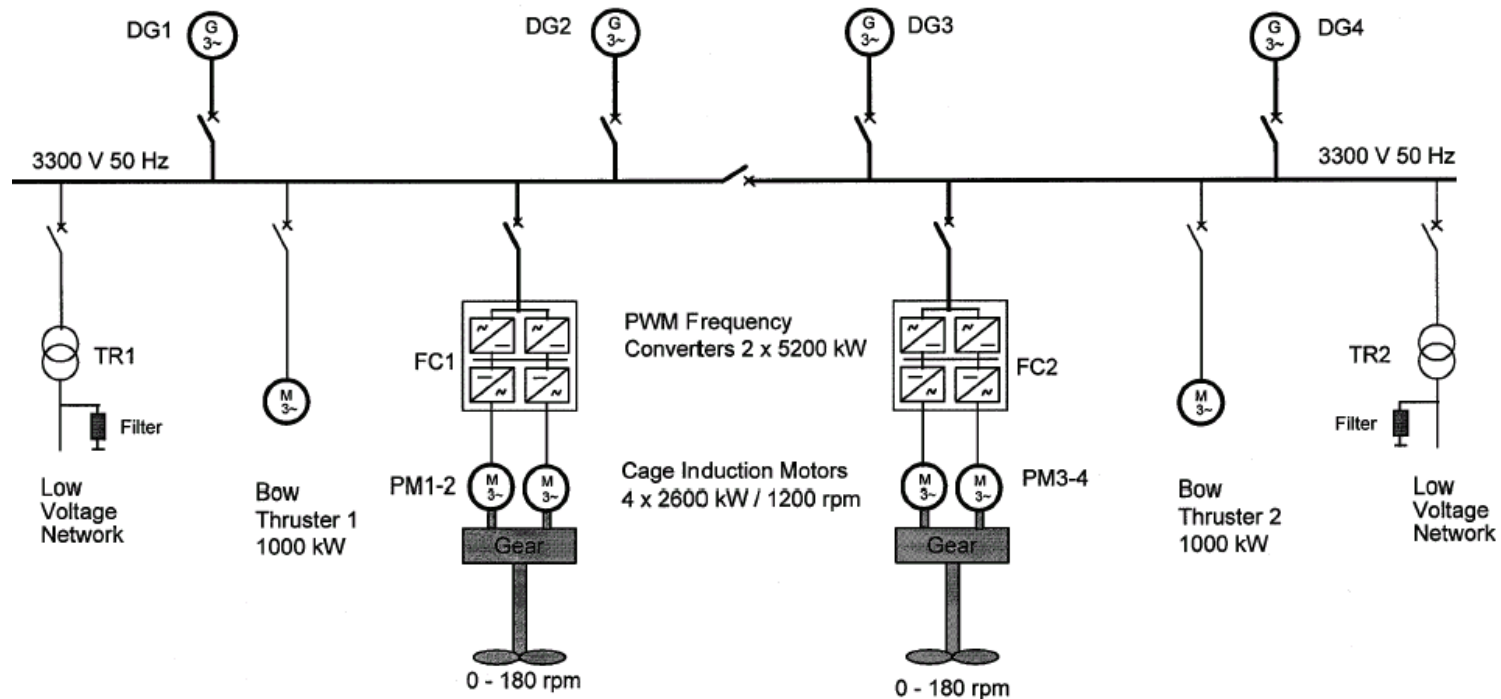 DG1
G
3~
DG2
G
3~
G
3~
DG3
G
3~
DG4
3300 V 50 Hz
3300 V 50 Hz
TR1
Filter
Low
Voltage
Network
M
3~
Bow
Thruster 1
1000 kW
FC1
~
~
~
~
PWM Frequency
Converters 2 x 5200 kW
~
~
~
~
FC2
PM1-2
M
3~
M
3~
Cage Induction Motors
4 x 2600 kW / 1200 rpm
M
3~
M
3~
PM3-4
Gear
Gear
0 - 180 rpm
0 - 180 rpm
M
3~
Bow
Thruster 2
1000 kW
TR2
Filter
Low
Voltage
Network